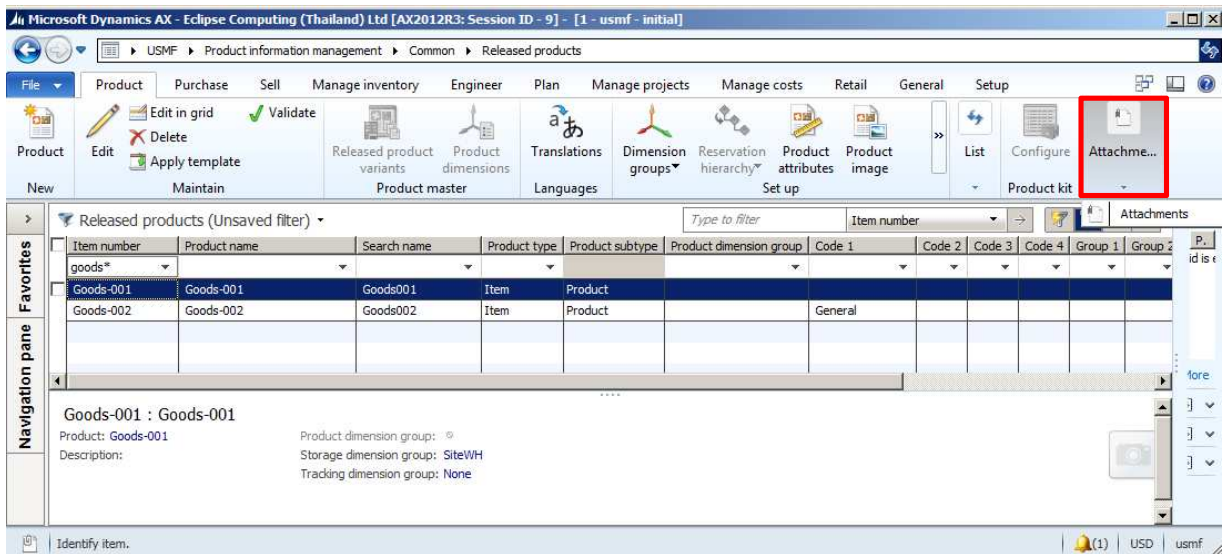 Microsoft Dynamics AX - Eclipse Computing (Thailand) Ltd [AX2012R3: Session ID - 9] - [1 - usmf - initial]
USMF ▸ Product information management ▸ Common ▸ Released products
File Product Purchase Sell Manage inventory Engineer Plan Manage projects Manage costs Retail General Setup
Product
New
Edit
Edit in grid
Delete
Apply template
Validate
Maintain
Released product variants
Product dimensions
Product master
Translations
Languages
Dimension groups
Reservation hierarchy
Product attributes
Product image
Set up
List
Configure
Product kit
Attachme...
Attachments
Released products (Unsaved filter)
Type to filter
Item number
Item number Product name Search name Product type Product subtype Product dimension group Code 1 Code 2 Code 3 Code 4 Group 1 Group 2
goods*
Goods-001 Goods-001 Goods001 Item Product
Goods-002 Goods-002 Goods002 Item Product General
P.
id is
More
Favorites
Navigation pane
Goods-001 : Goods-001
Product: Goods-001
Description:
Product dimension group:
Storage dimension group: SiteWH
Tracking dimension group: None
Identify item.
(1) USD usmf